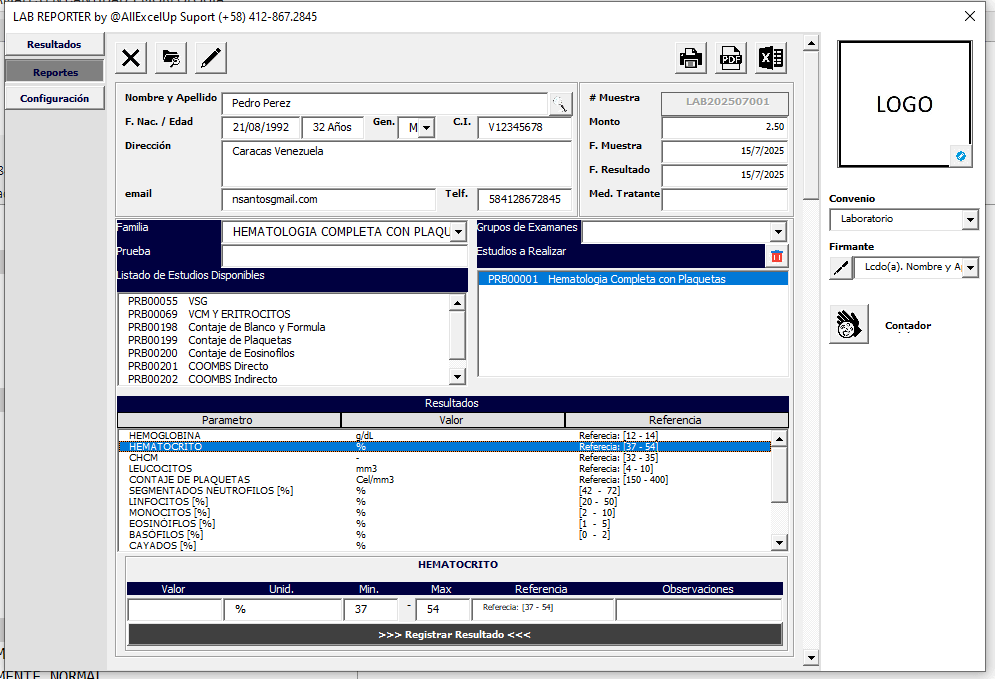 LAB REPORTER by @AllExcelUp Suport (+58) 412-867.2845
Resultados
Reportes
Configuración
PDF
Nombre y Apellido Pedro Perez
F. Nac. / Edad 21/08/1992 32 Años Gen. M C.I. V12345678
Dirección Caracas Venezuela
email nsantosgmail.com Telf. 584128672845
# Muestra LAB202507001
Monto 2.50
F. Muestra 15/7/2025
F. Resultado 15/7/2025
Med. Tratante
LOGO
Convenio
Laboratorio
Firmante
Lcdo(a). Nombre y A
Contador
Familia HEMATOLOGIA COMPLETA CON PLAQU
Prueba
Listado de Estudios Disponibles
PRB00055 VSG
PRB00069 VCM Y ERITROCITOS
PRB00198 Contaje de Blanco y Formula
PRB00199 Contaje de Plaquetas
PRB00200 Contaje de Eosinofilos
PRB00201 COOMBS Directo
PRB00202 COOMBS Indirecto
Grupos de Examanes
Estudios a Realizar
PRB00001 Hematologia Completa con Plaquetas
Resultados
Parametro Valor Referencia
HEMOGLOBINA g/dL Referecia: [12 - 14]
HEMATOCRITO % Referecia: [37 - 54]
CHCM - Referecia: [32 - 35]
LEUCOCITOS mm3 Referecia: [4 - 10]
CONTAJE DE PLAQUETAS Cel/mm3 Referecia: [150 - 400]
SEGMENTADOS NEUTROFILOS [%] % [42 - 72]
LINFOCITOS [%] % [20 - 50]
MONOCITOS [%] % [2 - 10]
EOSINÓIFLOS [%] % [1 - 5]
BASÓFILOS [%] % [0 - 2]
CAYADOS [%] %
HEMATOCRITO
Valor Unid. Min. Max Referencia Observaciones
% 37 - 54 Referecia: [37 - 54]
>>> Registrar Resultado <<<
MENTE NORMAL